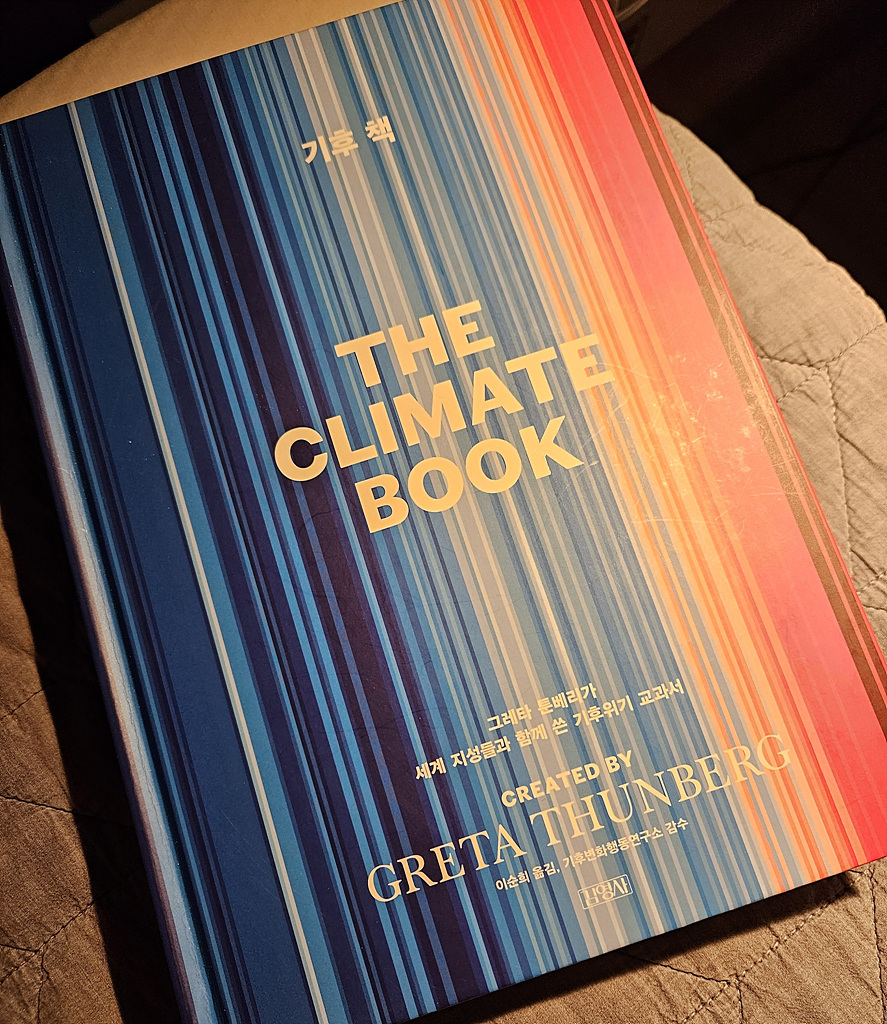 기후 책
THE
CLIMATE
BOOK
그레타 툰베리가
세계 지성들과 함께 쓴 기후위기 교과서
CREATED BY
GRETA THUNBERG
이순희 옮김, 기후변화행동연구소 감수
김영사